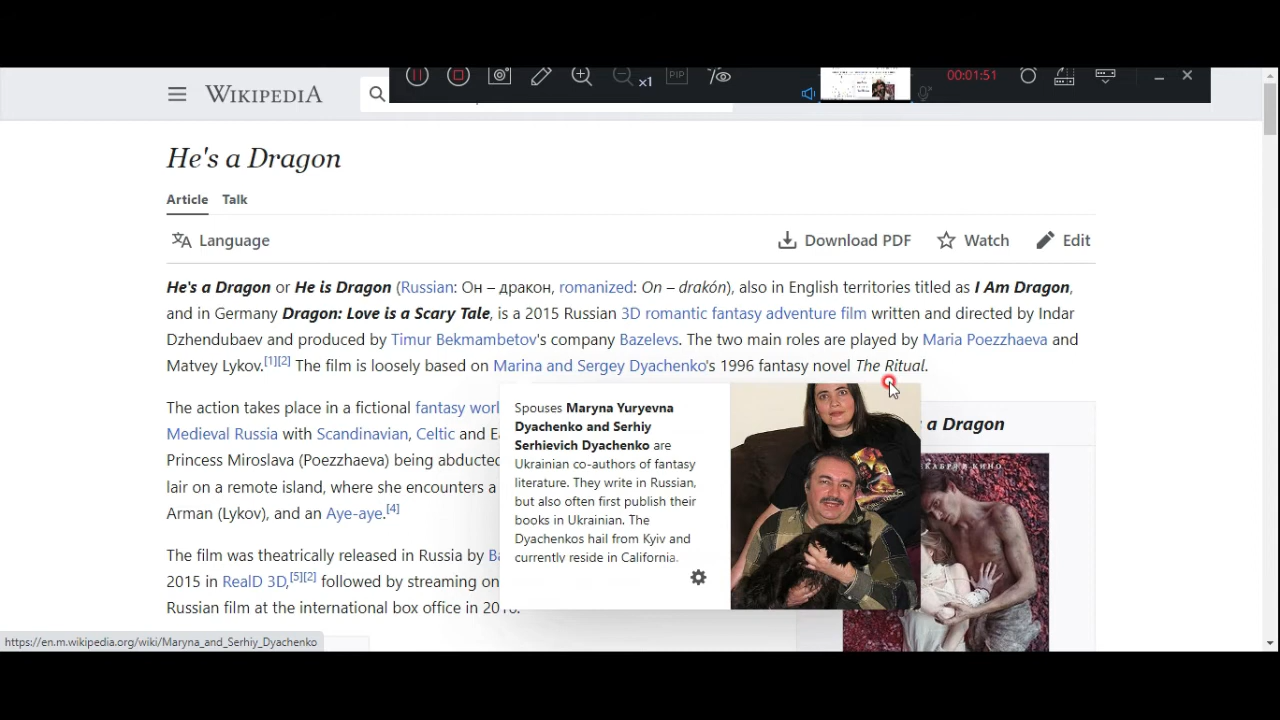 x1
PIP
00:01:51
WIKIPEDIA
He's a Dragon
Article Talk
Language
Download PDF Watch Edit
He's a Dragon or He is Dragon (Russian: Он – дракон, romanized: On – drakón), also in English territories titled as I Am Dragon,
and in Germany Dragon: Love is a Scary Tale, is a 2015 Russian 3D romantic fantasy adventure film written and directed by Indar
Dzhendubaev and produced by Timur Bekmambetov's company Bazelevs. The two main roles are played by Maria Poezzhaeva and
Matvey Lykov.[1][2] The film is loosely based on Marina and Sergey Dyachenko's 1996 fantasy novel The Ritual.
The action takes place in a fictional fantasy worl
Medieval Russia with Scandinavian, Celtic and E
Princess Miroslava (Poezzhaeva) being abducted
lair on a remote island, where she encounters a
Arman (Lykov), and an Aye-aye.[4]
The film was theatrically released in Russia by Ba
2015 in RealD 3D,[5][2] followed by streaming on
Russian film at the international box office in 2016.
Spouses Maryna Yuryevna
Dyachenko and Serhiy
Serhievich Dyachenko are
Ukrainian co-authors of fantasy
literature. They write in Russian,
but also often first publish their
books in Ukrainian. The
Dyachenkos hail from Kyiv and
currently reside in California.
a Dragon
КАБРЯ В КИНО
https://en.m.wikipedia.org/wiki/Maryna_and_Serhiy_Dyachenko